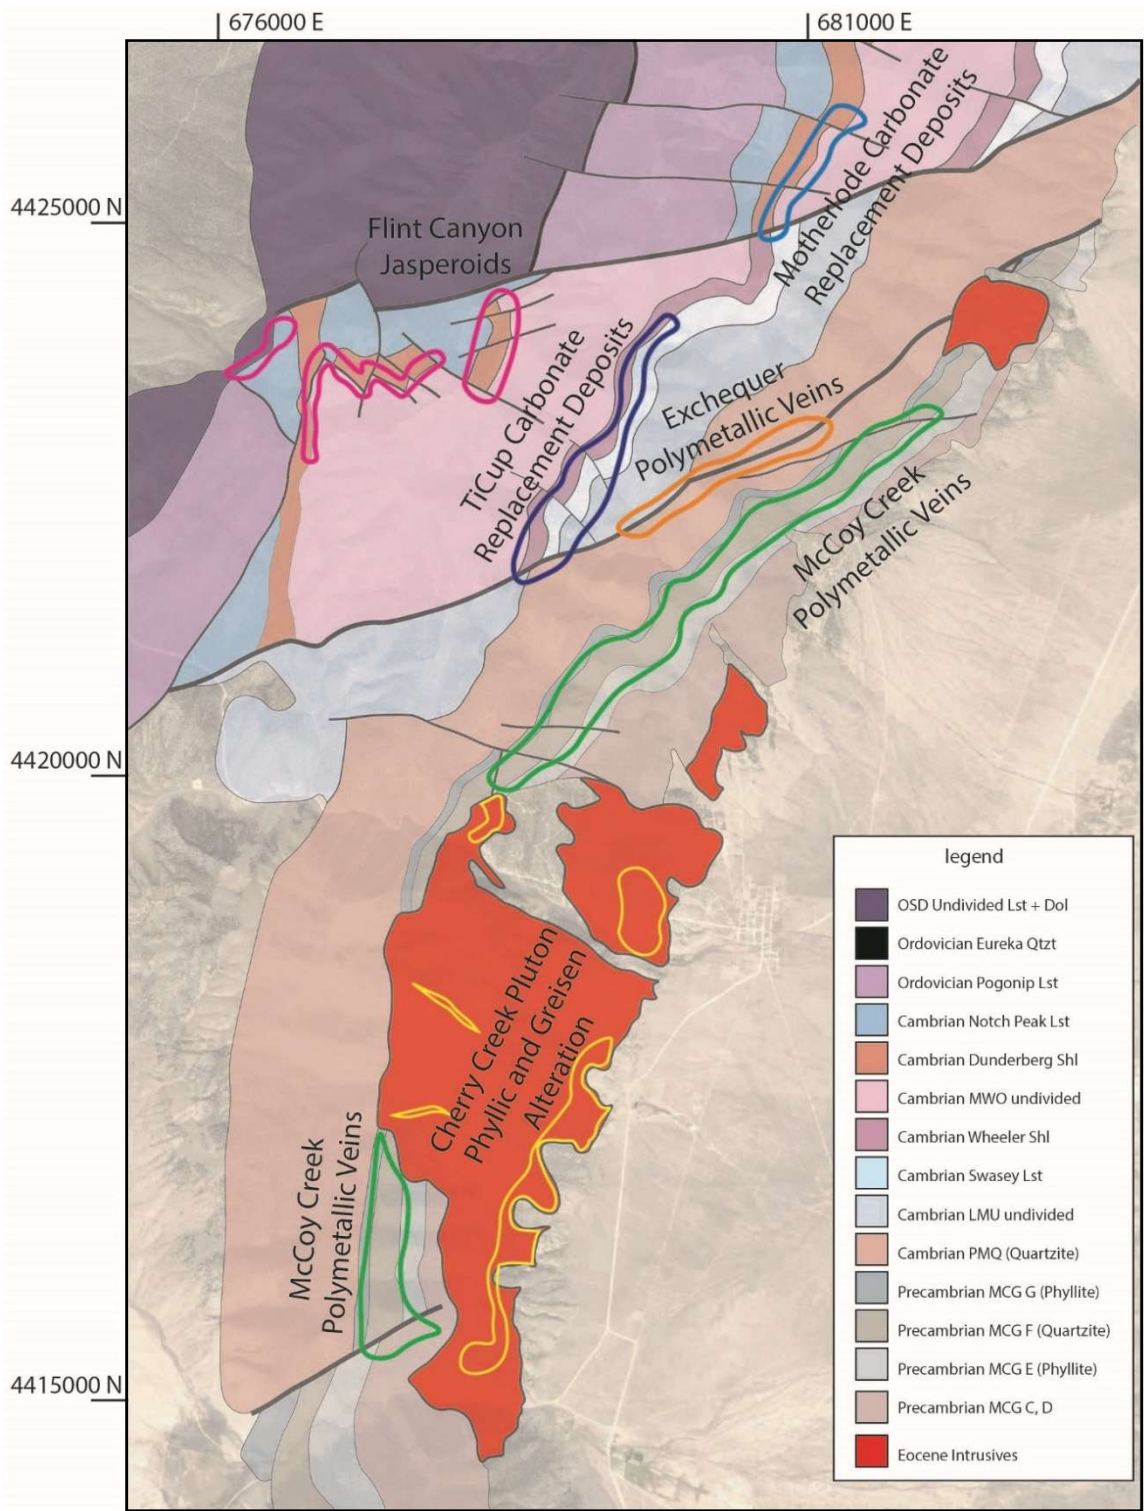 676000 E
681000 E
4425000 N
4420000 N
4415000 N
Motherlode Carbonate
Replacement Deposits
Flint Canyon
Jasperoids
TiCup Carbonate
Replacement Deposits
Exchequer
Polymetallic Veins
McCoy Creek
Polymetallic Veins
Cherry Creek Pluton
Phyllic and Greisen
Alteration
McCoy Creek
Polymetallic Veins
legend
OSD Undivided Lst + Dol
Ordovician Eureka Qtzt
Ordovician Pogonip Lst
Cambrian Notch Peak Lst
Cambrian Dunderberg Shl
Cambrian MWO undivided
Cambrian Wheeler Shl
Cambrian Swasey Lst
Cambrian LMU undivided
Cambrian PMQ (Quartzite)
Precambrian MCG G (Phyllite)
Precambrian MCG F (Quartzite)
Precambrian MCG E (Phyllite)
Precambrian MCG C, D
Eocene Intrusives